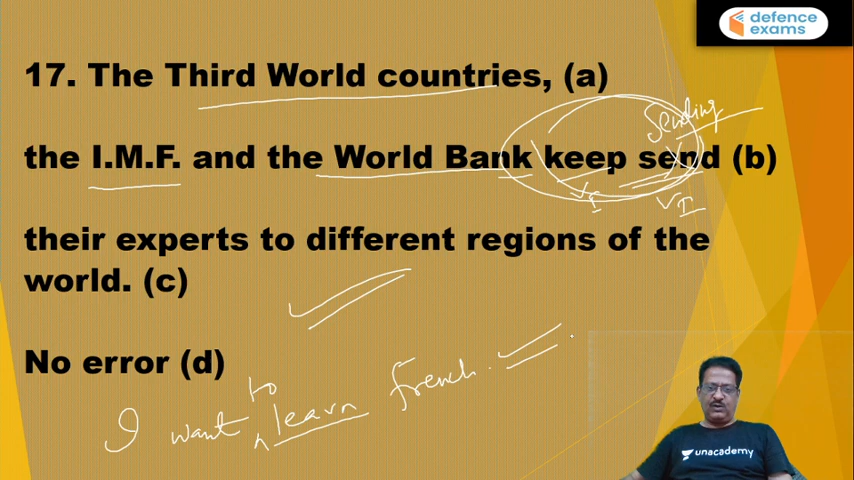 defence
exams
17. The Third World countries, (a)
sending
the I.M.F. and the World Bank keep send (b)
V I
V II
their experts to different regions of the
world. (c)
No error (d)
to
I want learn french.
unacademy